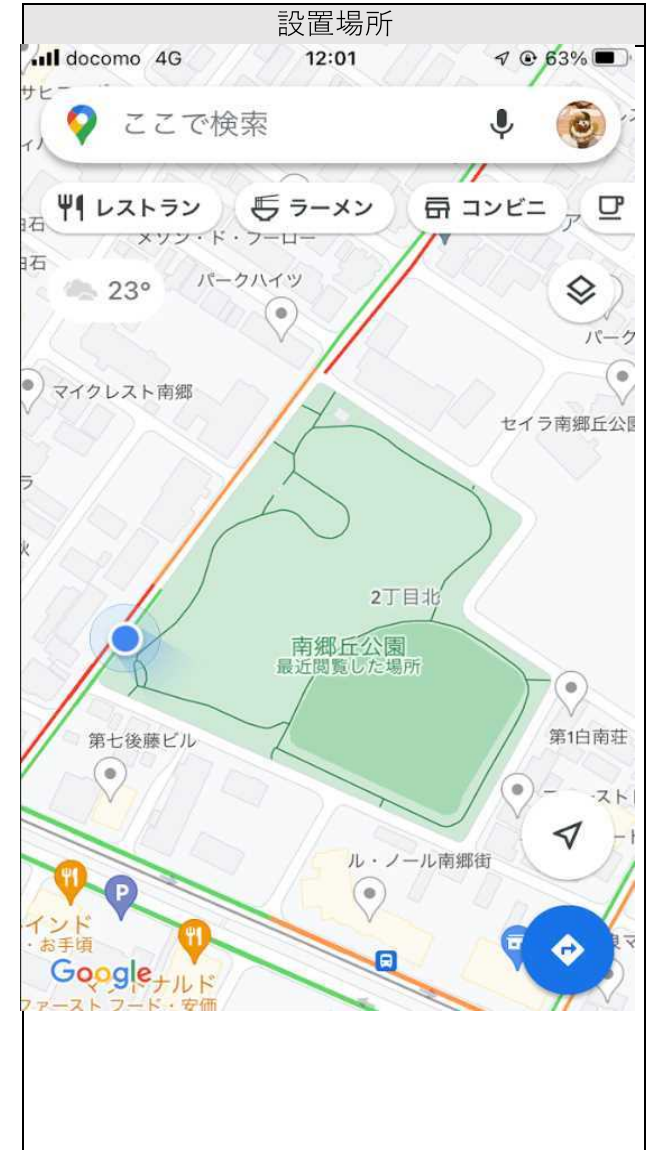 設置場所
docomo 4G 12:01 63%
ここで検索
レストラン ラーメン コンビニ
メゾン・ド・フーロー
23°
パークハイツ
パーク
マイクレスト南郷
セイラ南郷丘公園
2丁目北
南郷丘公園
最近閲覧した場所
第七後藤ビル
第1白南荘
ル・ノール南郷街
P
インド
・お手頃
Google
ナルド
ファースト フード・安価